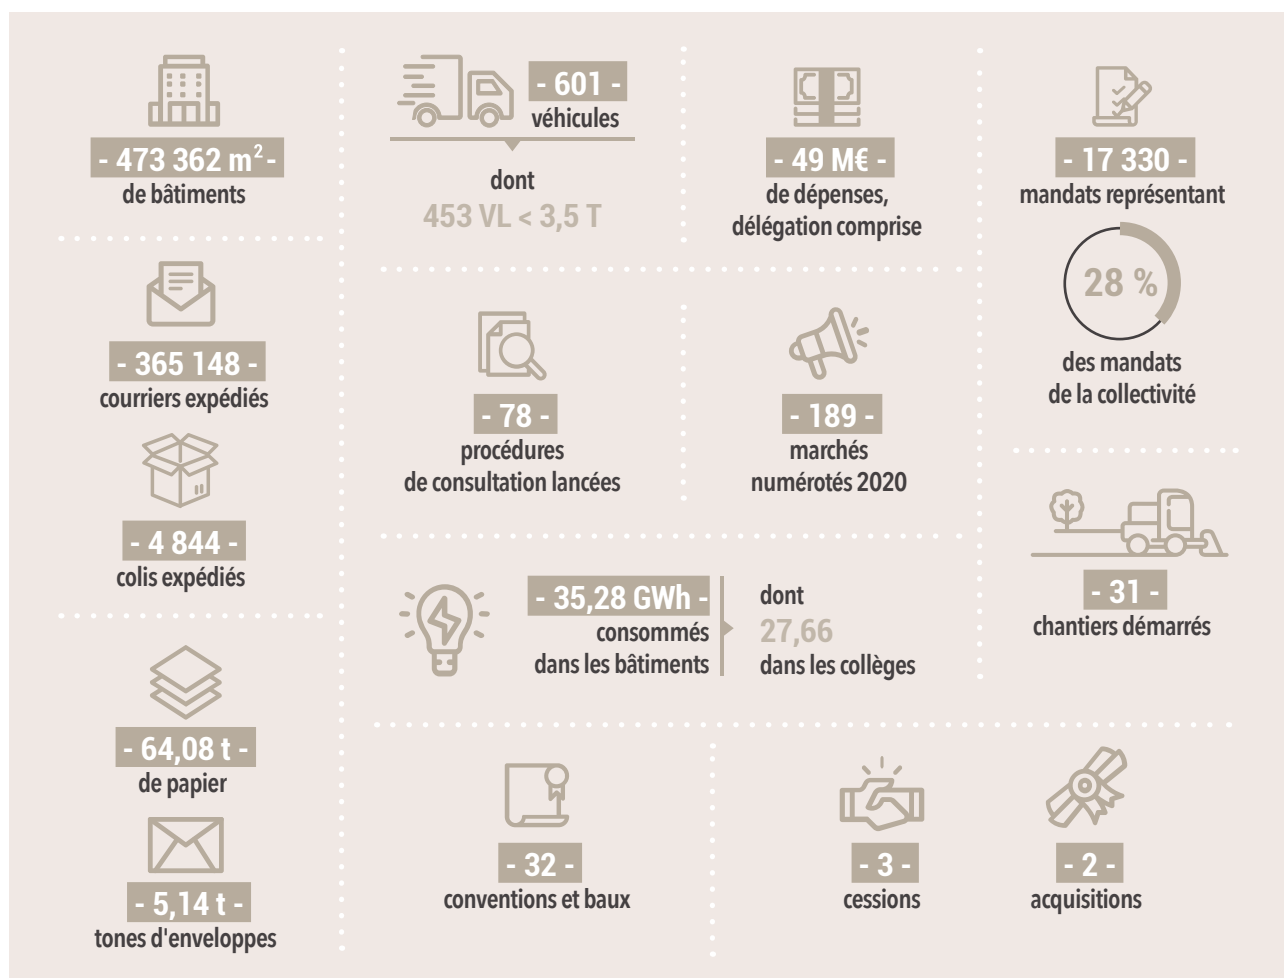 - 473 362 m² -
de bâtiments
- 365 148 -
courriers expédiés
- 4 844 -
colis expédiés
- 64,08 t -
de papier
- 5,14 t -
tones d'enveloppes
- 601 -
véhicules
dont
453 VL < 3,5 T
- 49 M€ -
de dépenses,
délégation comprise
- 78 -
procédures
de consultation lancées
- 189 -
marchés
numérotés 2020
- 35,28 GWh -
consommés
dans les bâtiments
dont
27,66
dans les collèges
- 17 330 -
mandats représentant
28 %
des mandats
de la collectivité
- 31 -
chantiers démarrés
- 32 -
conventions et baux
- 3 -
cessions
- 2 -
acquisitions